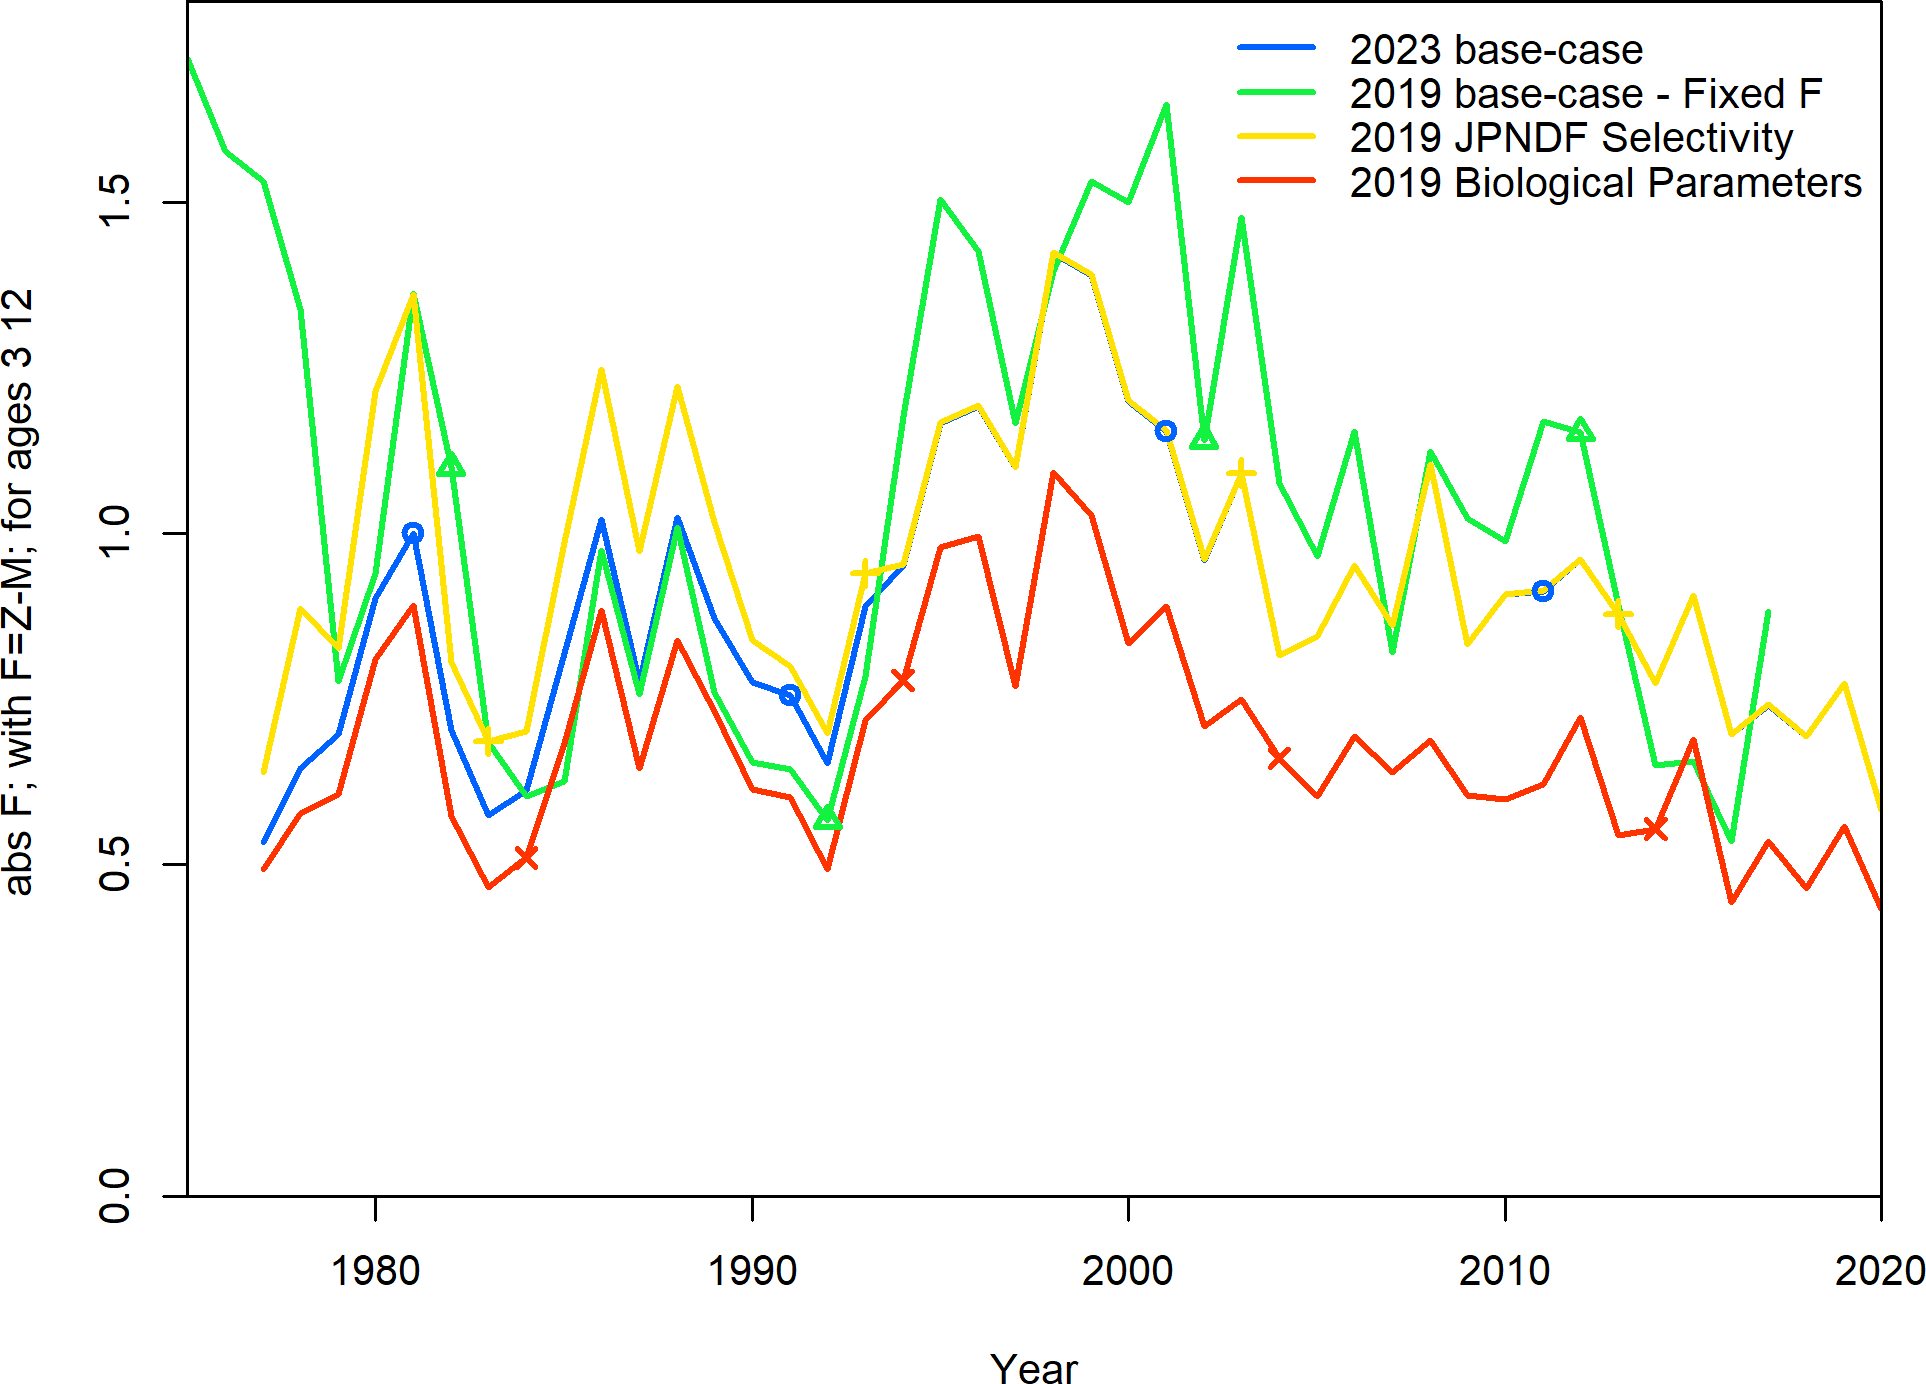 2023 base-case
2019 base-case - Fixed F
2019 JPNDF Selectivity
2019 Biological Parameters
abs F; with F=Z-M; for ages 3 12
1.5
1.0
0.5
0.0
1980 1990 2000 2010 2020
Year